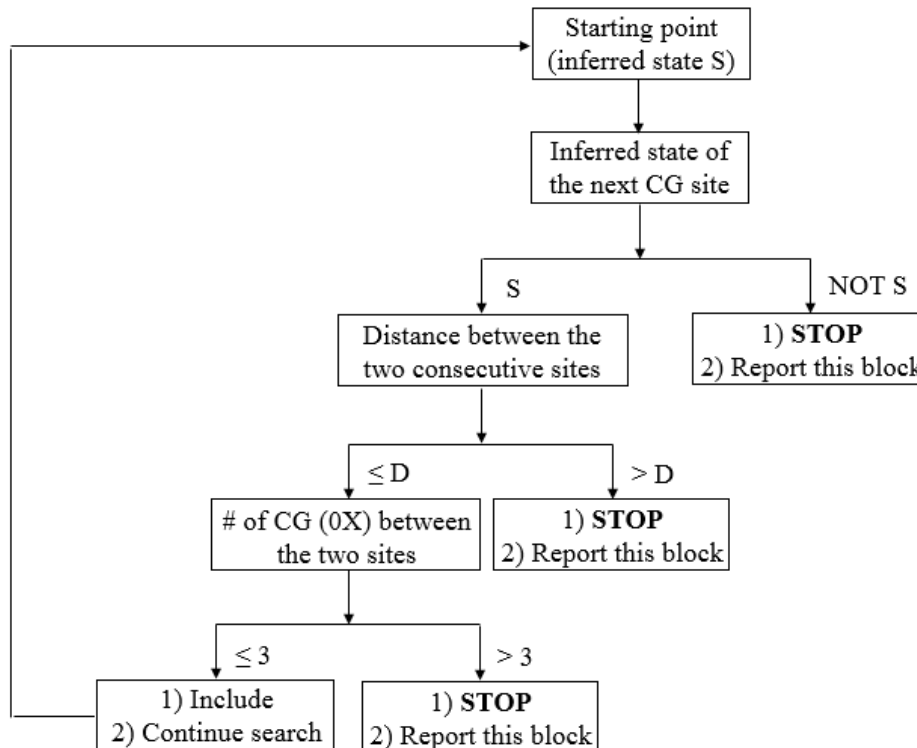 Starting point
(inferred state S)
Inferred state of
the next CG site
S
NOT S
Distance between the
two consecutive sites
1) STOP
2) Report this block
≤ D
> D
# of CG (0X) between
the two sites
1) STOP
2) Report this block
≤ 3
> 3
1) Include
2) Continue search
1) STOP
2) Report this block